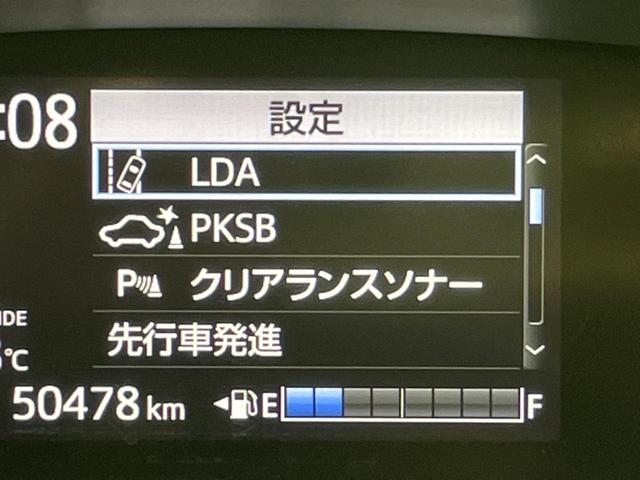 :08
設定
LDA
PKSB
P クリアランスソナー
先行車発進
IDE
℃
50478 km
E F